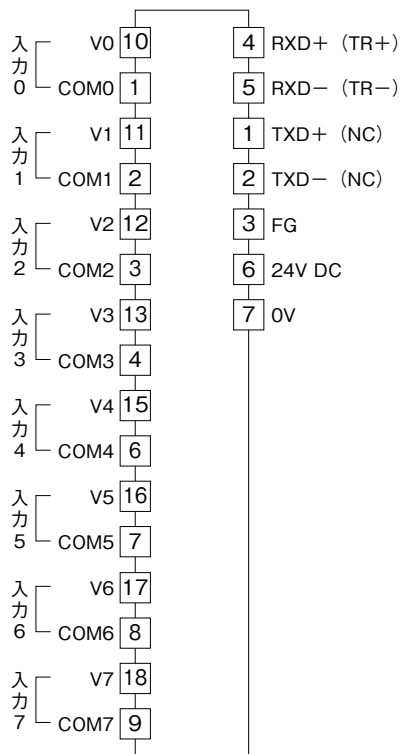 入力0
V0 10
COM0 1
入力1
V1 11
COM1 2
入力2
V2 12
COM2 3
入力3
V3 13
COM3 4
入力4
V4 15
COM4 6
入力5
V5 16
COM5 7
入力6
V6 17
COM6 8
入力7
V7 18
COM7 9
4 RXD+（TR+）
5 RXD−（TR−）
1 TXD+（NC）
2 TXD−（NC）
3 FG
6 24V DC
7 0V